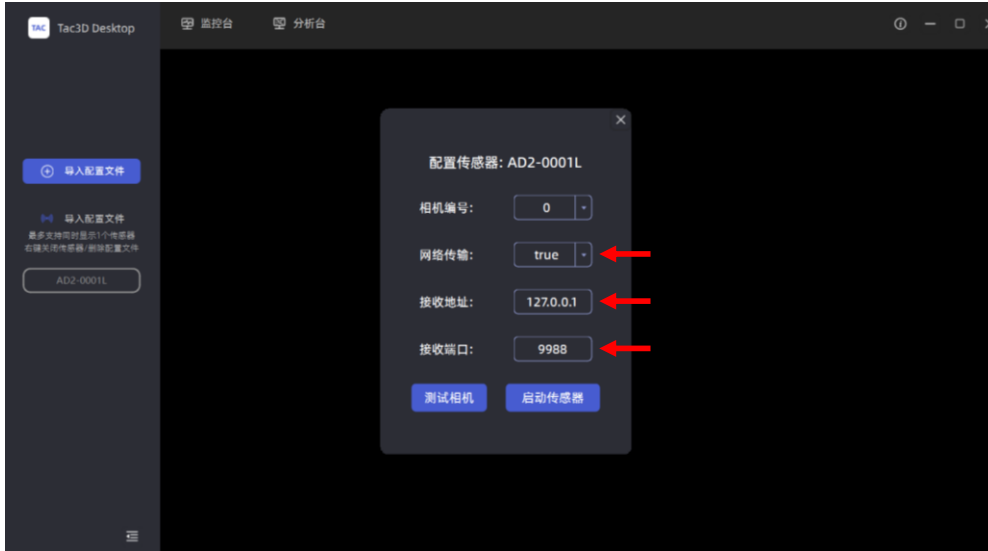 TAC Tac3D Desktop
监控台
分析台
导入配置文件
导入配置文件
最多支持同时显示1个传感器
右键关闭传感器/删除配置文件
AD2-0001L
配置传感器: AD2-0001L
相机编号: 0
网络传输: true
接收地址: 127.0.0.1
接收端口: 9988
测试相机 启动传感器